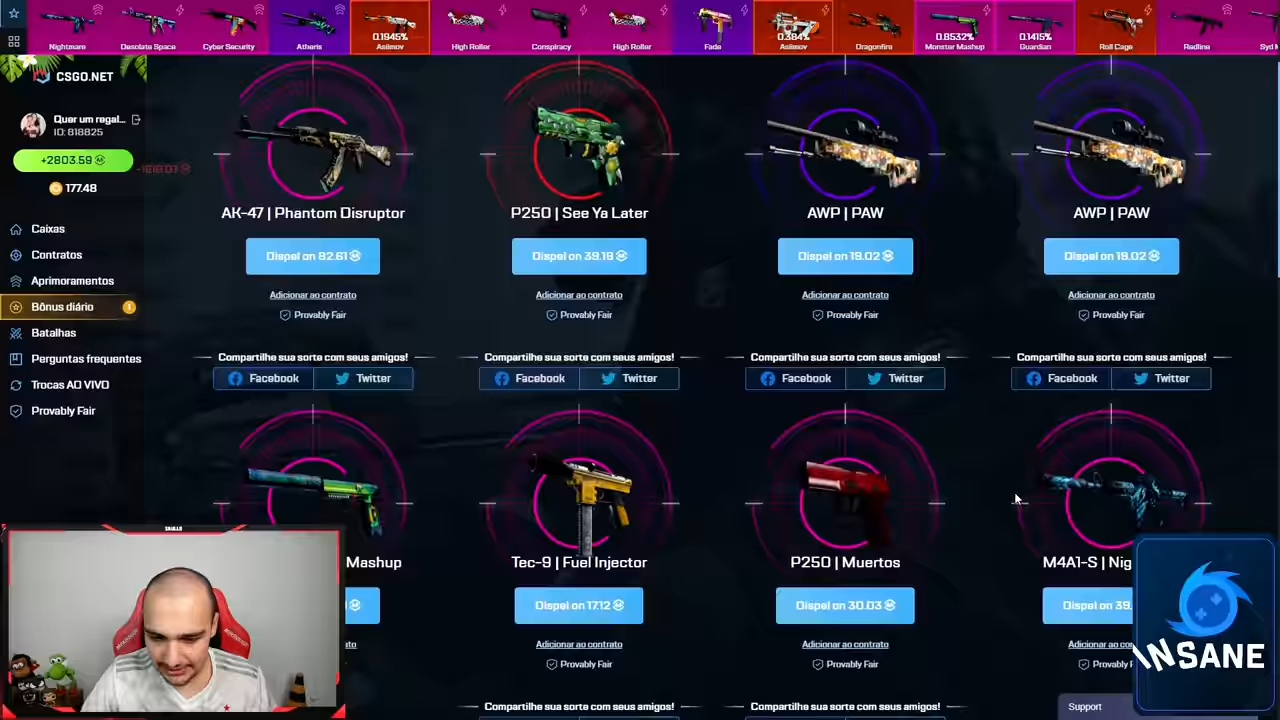 Nightmare
Desolate Space
Cyber Security
Atheris
0.1945%
Asiimov
High Roller
Conspiracy
High Roller
Fade
0.384%
Asiimov
Dragonfire
0.8532%
Monster Mashup
0.1415%
Guardian
Roll Cage
Redline
CSGO.NET
Quer um regal...
ID: 818825
+2803.59
177.48
Caixas
Contratos
Aprimoramentos
Bônus diário
Batalhas
Perguntas frequentes
Trocas AO VIVO
Provably Fair
AK-47 | Phantom Disruptor
Dispel on 82.61
Adicionar ao contrato
Provably Fair
Compartilhe sua sorte com seus amigos!
Facebook
Twitter
P250 | See Ya Later
Dispel on 39.19
Adicionar ao contrato
Provably Fair
Compartilhe sua sorte com seus amigos!
Facebook
Twitter
AWP | PAW
Dispel on 19.02
Adicionar ao contrato
Provably Fair
Compartilhe sua sorte com seus amigos!
Facebook
Twitter
AWP | PAW
Dispel on 19.02
Adicionar ao contrato
Provably Fair
Compartilhe sua sorte com seus amigos!
Facebook
Twitter
Mashup
Tec-9 | Fuel Injector
Dispel on 17.12
Adicionar ao contrato
Provably Fair
Compartilhe sua sorte com seus amigos!
P250 | Muertos
Dispel on 30.03
Adicionar ao contrato
Provably Fair
Compartilhe sua sorte com seus amigos!
M4A1-S | Nig
Dispel on 39.
Adicionar ao co
Provably F
INSANE
Support